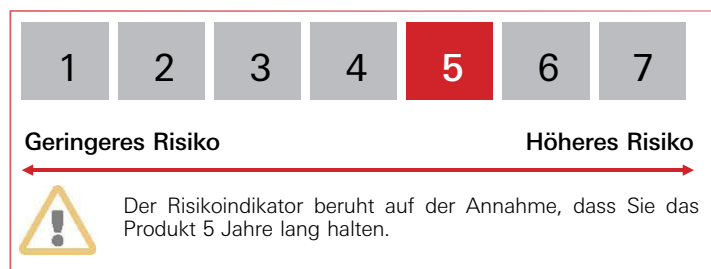 1 2 3 4 5 6 7
Geringeres Risiko Höheres Risiko
Der Risikoindikator beruht auf der Annahme, dass Sie das
Produkt 5 Jahre lang halten.